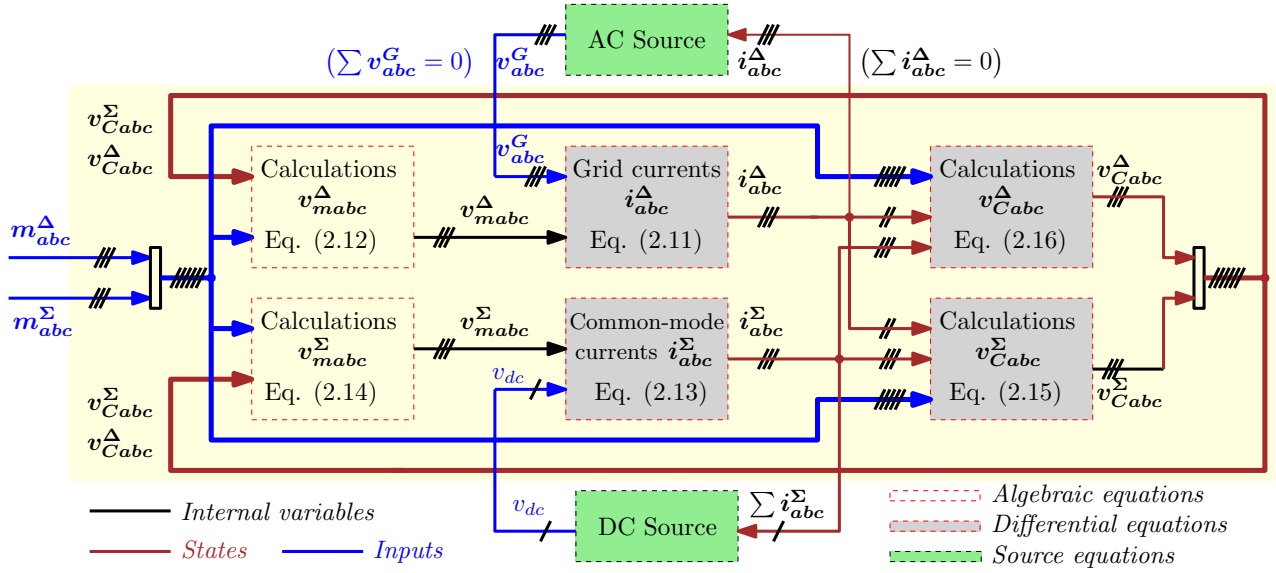 AC Source
(∑ v^G_abc = 0)
v^G_abc
i^Δ_abc
(∑ i^Δ_abc = 0)
v^Σ_Cabc
v^Δ_Cabc
Calculations
v^Δ_mabc
Eq. (2.12)
v^Δ_mabc
v^G_abc
Grid currents
i^Δ_abc
Eq. (2.11)
i^Δ_abc
Calculations
v^Δ_Cabc
Eq. (2.16)
v^Δ_Cabc
m^Δ_abc
m^Σ_abc
Calculations
v^Σ_mabc
Eq. (2.14)
v^Σ_mabc
v_dc
Common-mode
currents i^Σ_abc
Eq. (2.13)
i^Σ_abc
Calculations
v^Σ_Cabc
Eq. (2.15)
v^Σ_Cabc
v^Σ_Cabc
v^Δ_Cabc
v_dc
DC Source
∑ i^Σ_abc
Internal variables
States
Inputs
Algebraic equations
Differential equations
Source equations